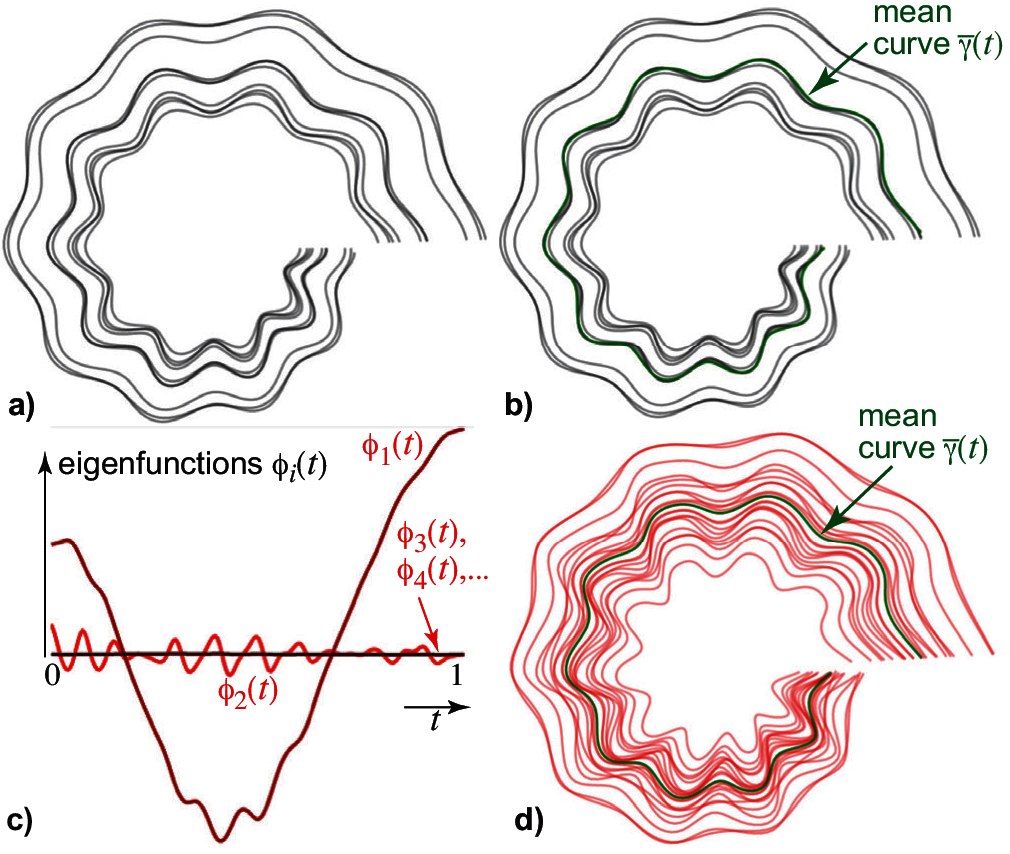 mean
curve γ̅(t)
a)
b)
eigenfunctions ϕi(t)
ϕ1(t)
ϕ3(t),
ϕ4(t),...
ϕ2(t)
0
1
t
c)
mean
curve γ̅(t)
d)